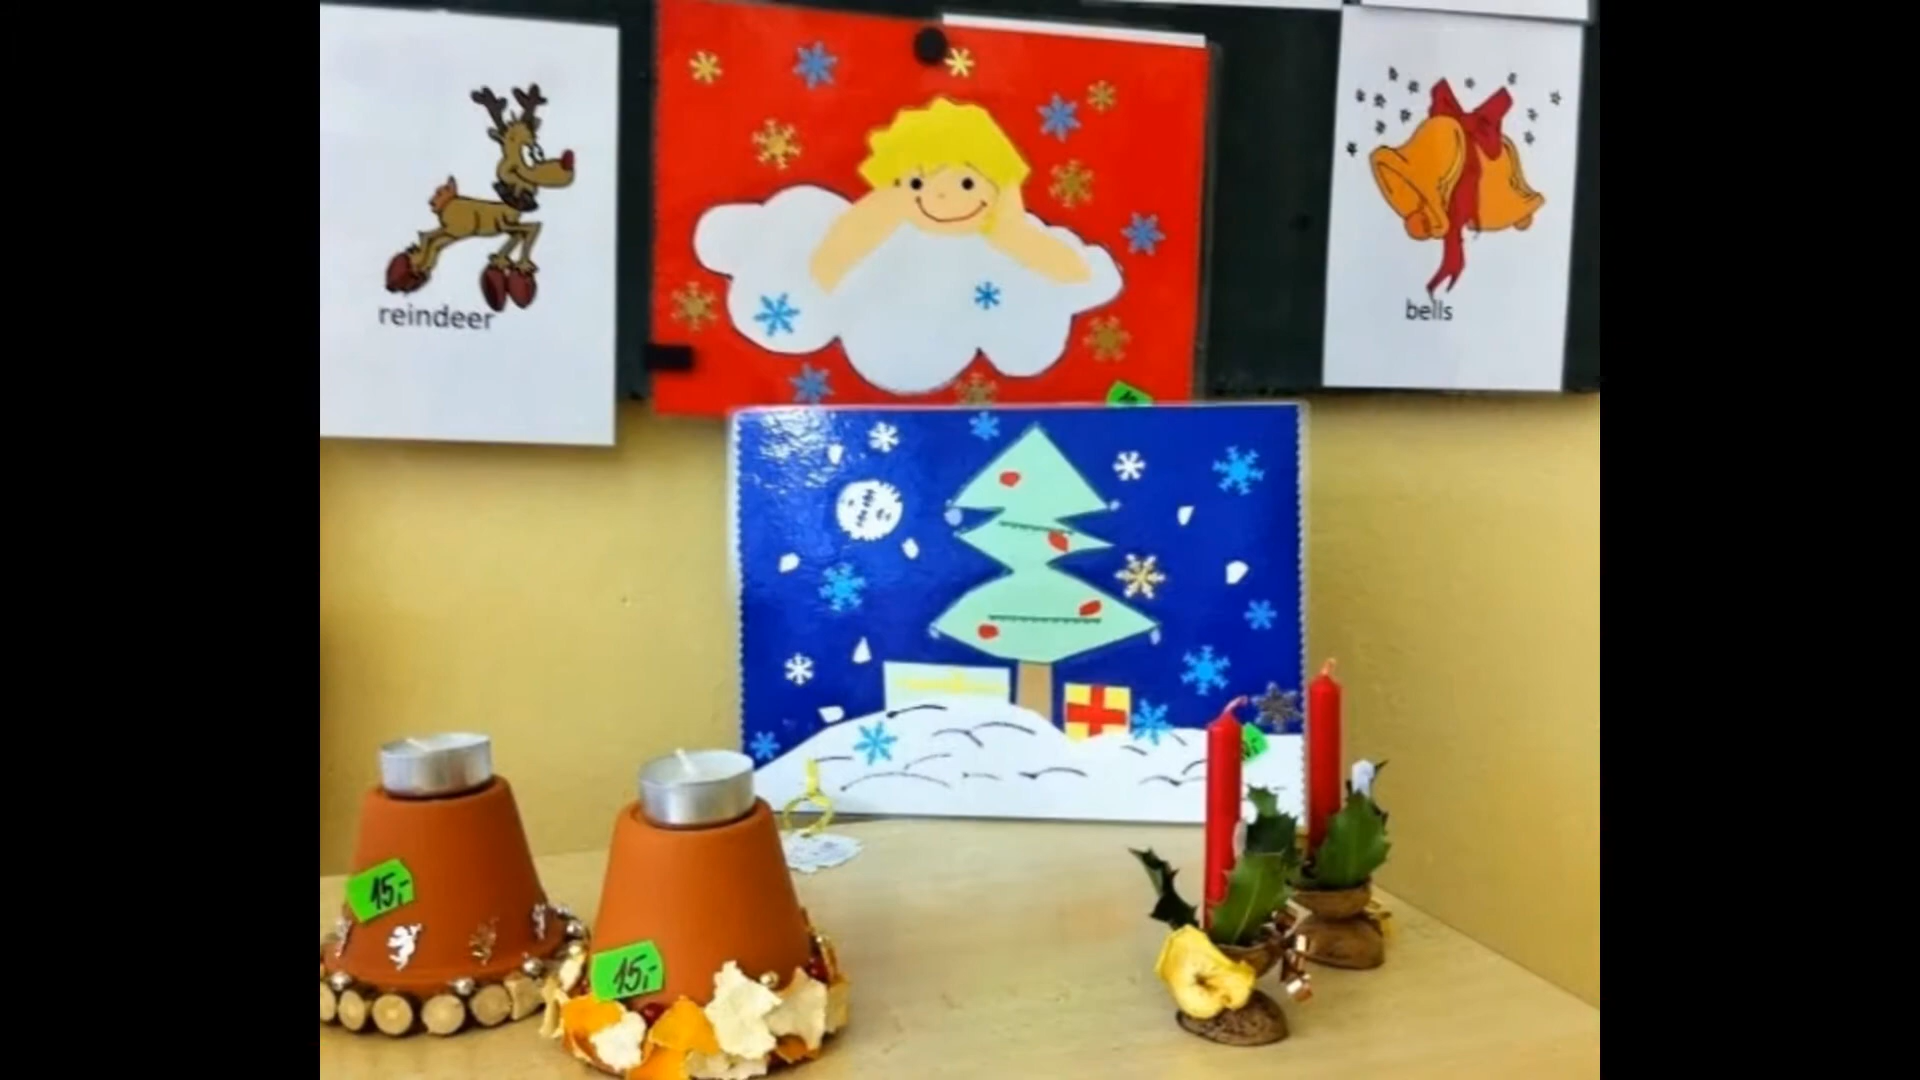 reindeer
bells
15,-
15,-